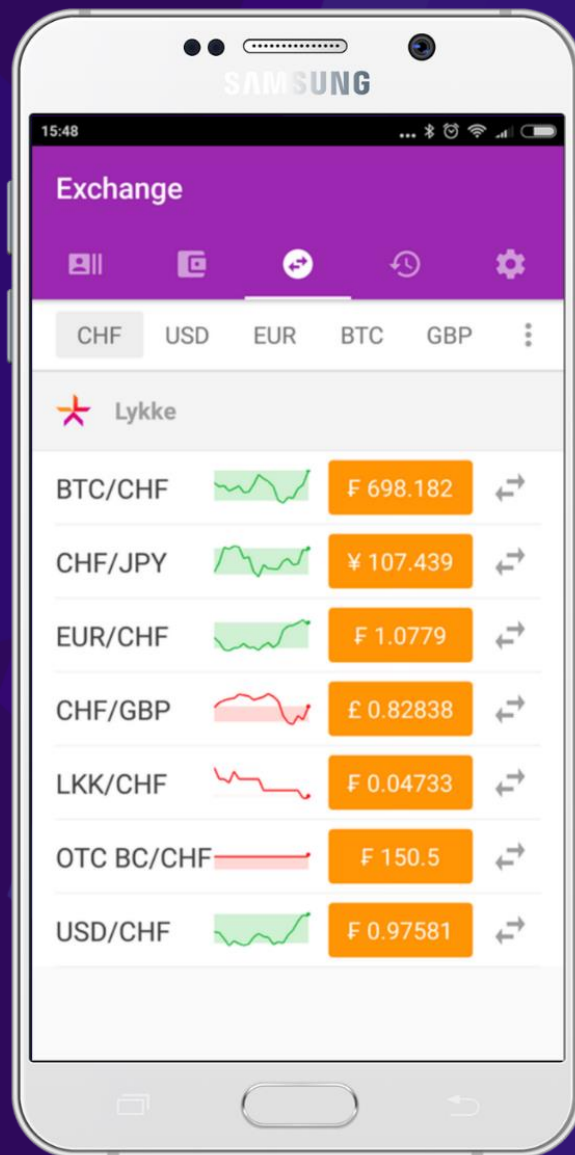 SAMSUNG
15:48
Exchange
CHF USD EUR BTC GBP
Lykke
BTC/CHF ₣ 698.182
CHF/JPY ¥ 107.439
EUR/CHF ₣ 1.0779
CHF/GBP £ 0.82838
LKK/CHF ₣ 0.04733
OTC BC/CHF ₣ 150.5
USD/CHF ₣ 0.97581